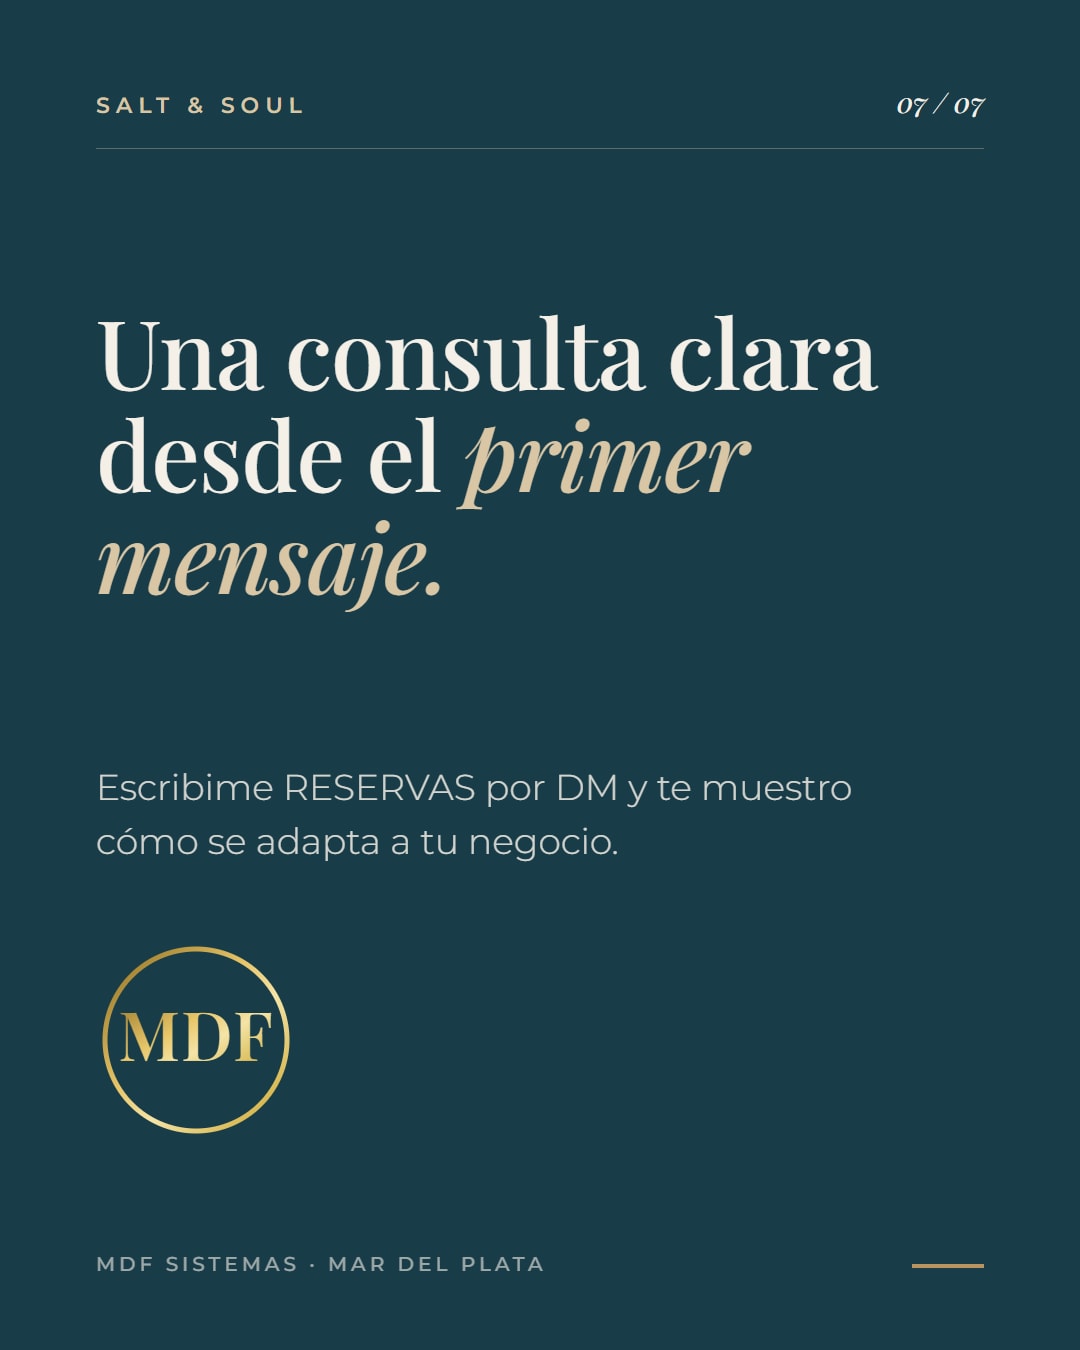 SALT & SOUL
07 / 07
Una consulta clara
desde el primer
mensaje.
Escribime RESERVAS por DM y te muestro
cómo se adapta a tu negocio.
MDF
MDF SISTEMAS · MAR DEL PLATA